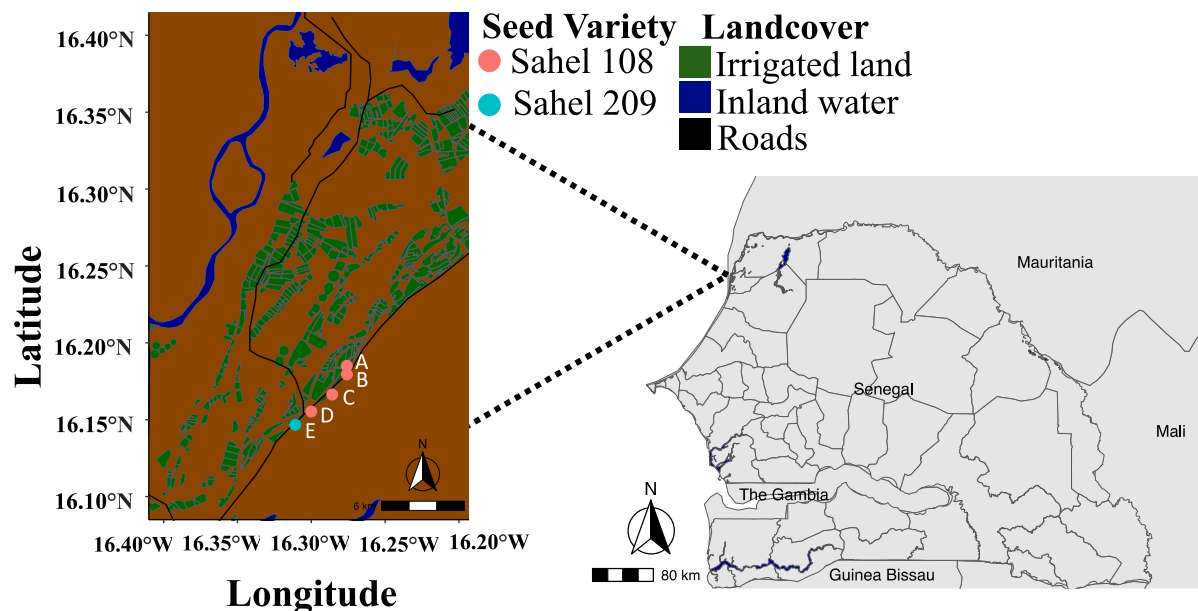 Seed Variety
Sahel 108
Sahel 209
Landcover
Irrigated land
Inland water
Roads
Latitude
16.40°N
16.35°N
16.30°N
16.25°N
16.20°N
16.15°N
16.10°N
A
B
C
D
E
N
6 km
16.40°W
16.35°W
16.30°W
16.25°W
16.20°W
Longitude
Mauritania
Senegal
Mali
The Gambia
Guinea Bissau
N
80 km